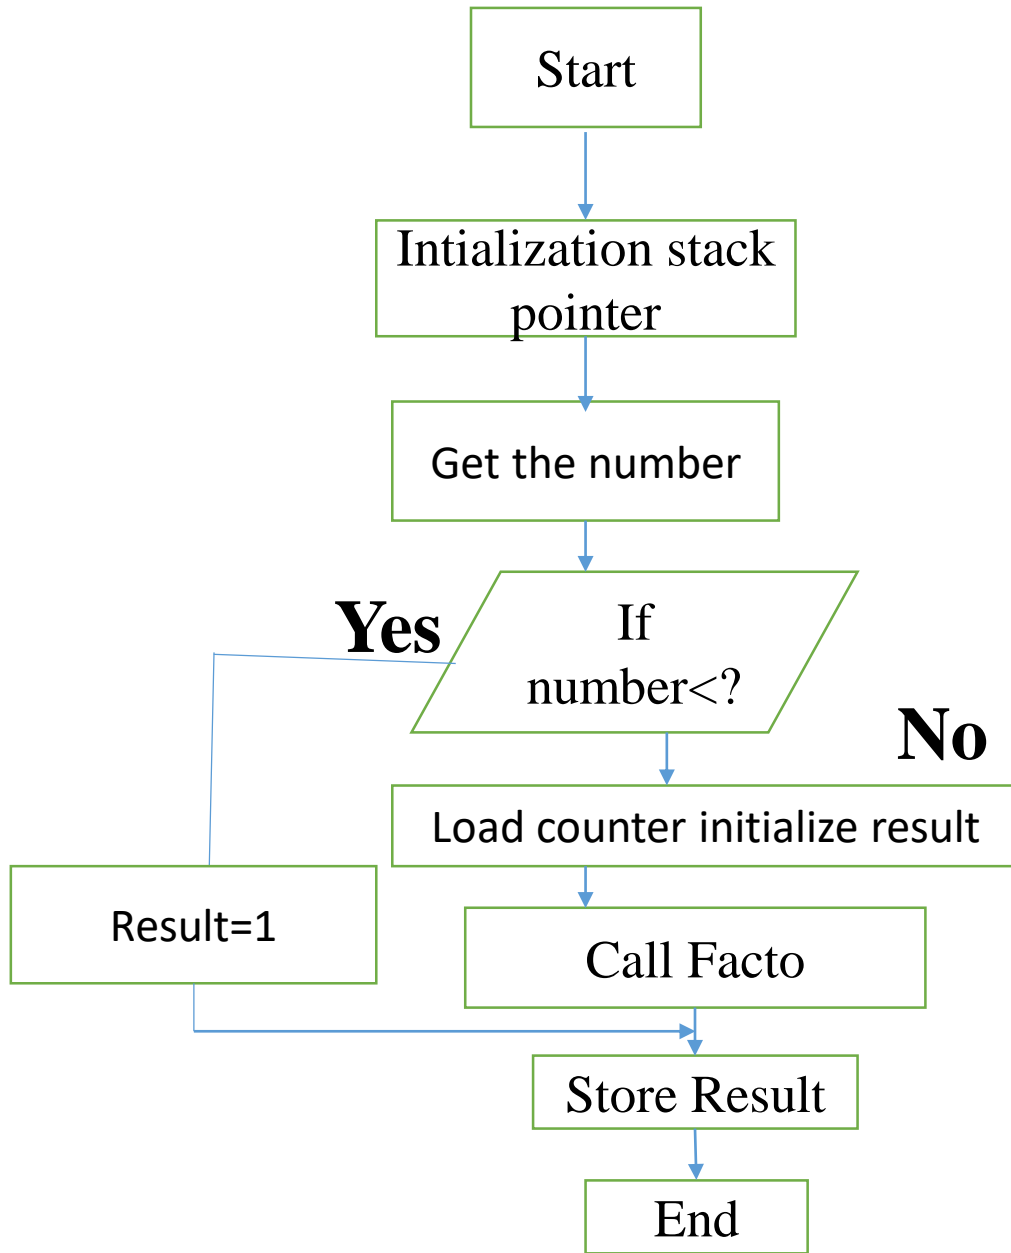 Start
Intialization stack
pointer
Get the number
Yes
If
number<?
No
Load counter initialize result
Result=1
Call Facto
Store Result
End